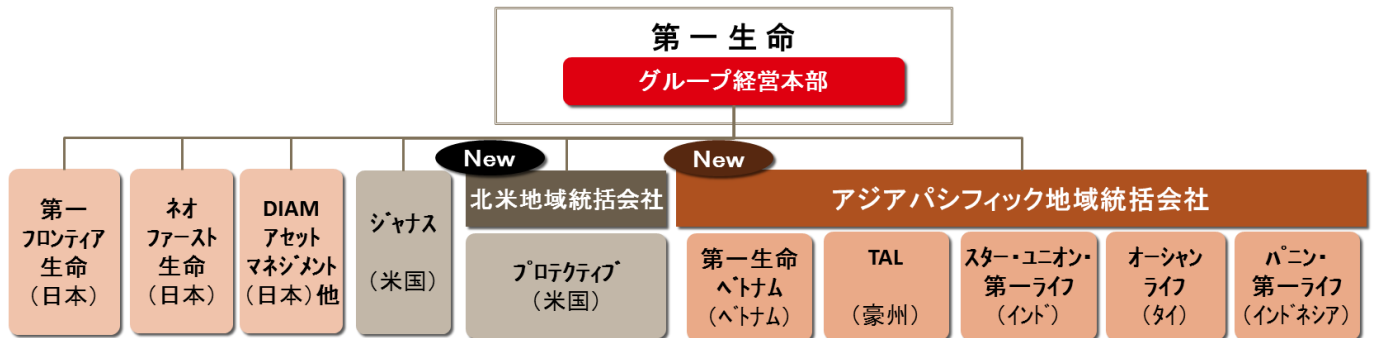 第一生命
グループ経営本部
New
New
第一
フロンティア
生命
(日本)
ネオ
ファースト
生命
(日本)
DIAM
アセット
マネジメント
(日本)他
ジャナス
(米国)
北米地域統括会社
プロテクティブ
(米国)
アジアパシフィック地域統括会社
第一生命
ベトナム
(ベトナム)
TAL
(豪州)
スター・ユニオン・
第一ライフ
(インド)
オーシャン
ライフ
(タイ)
パニン・
第一ライフ
(インドネシア)